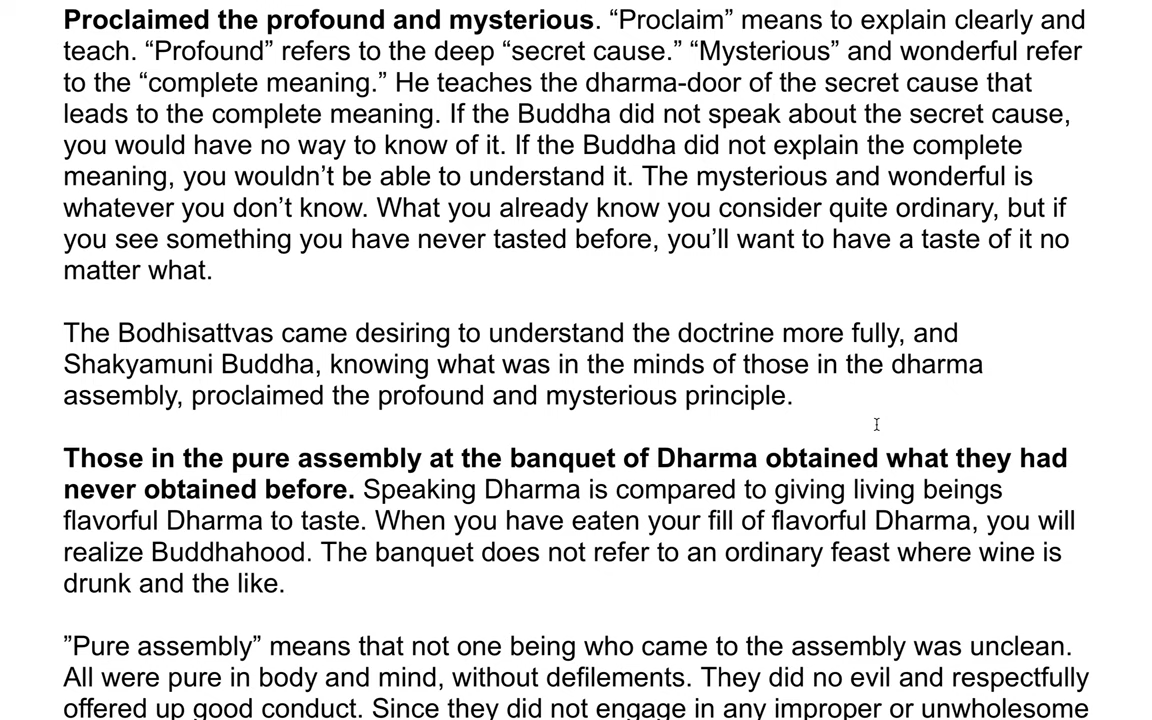 Proclaimed the profound and mysterious. “Proclaim” means to explain clearly and
teach. “Profound” refers to the deep “secret cause.” “Mysterious” and wonderful refer
to the “complete meaning.” He teaches the dharma-door of the secret cause that
leads to the complete meaning. If the Buddha did not speak about the secret cause,
you would have no way to know of it. If the Buddha did not explain the complete
meaning, you wouldn’t be able to understand it. The mysterious and wonderful is
whatever you don’t know. What you already know you consider quite ordinary, but if
you see something you have never tasted before, you’ll want to have a taste of it no
matter what.
The Bodhisattvas came desiring to understand the doctrine more fully, and
Shakyamuni Buddha, knowing what was in the minds of those in the dharma
assembly, proclaimed the profound and mysterious principle.
Those in the pure assembly at the banquet of Dharma obtained what they had
never obtained before. Speaking Dharma is compared to giving living beings
flavorful Dharma to taste. When you have eaten your fill of flavorful Dharma, you will
realize Buddhahood. The banquet does not refer to an ordinary feast where wine is
drunk and the like.
”Pure assembly” means that not one being who came to the assembly was unclean.
All were pure in body and mind, without defilements. They did no evil and respectfully
offered up good conduct. Since they did not engage in any improper or unwholesome